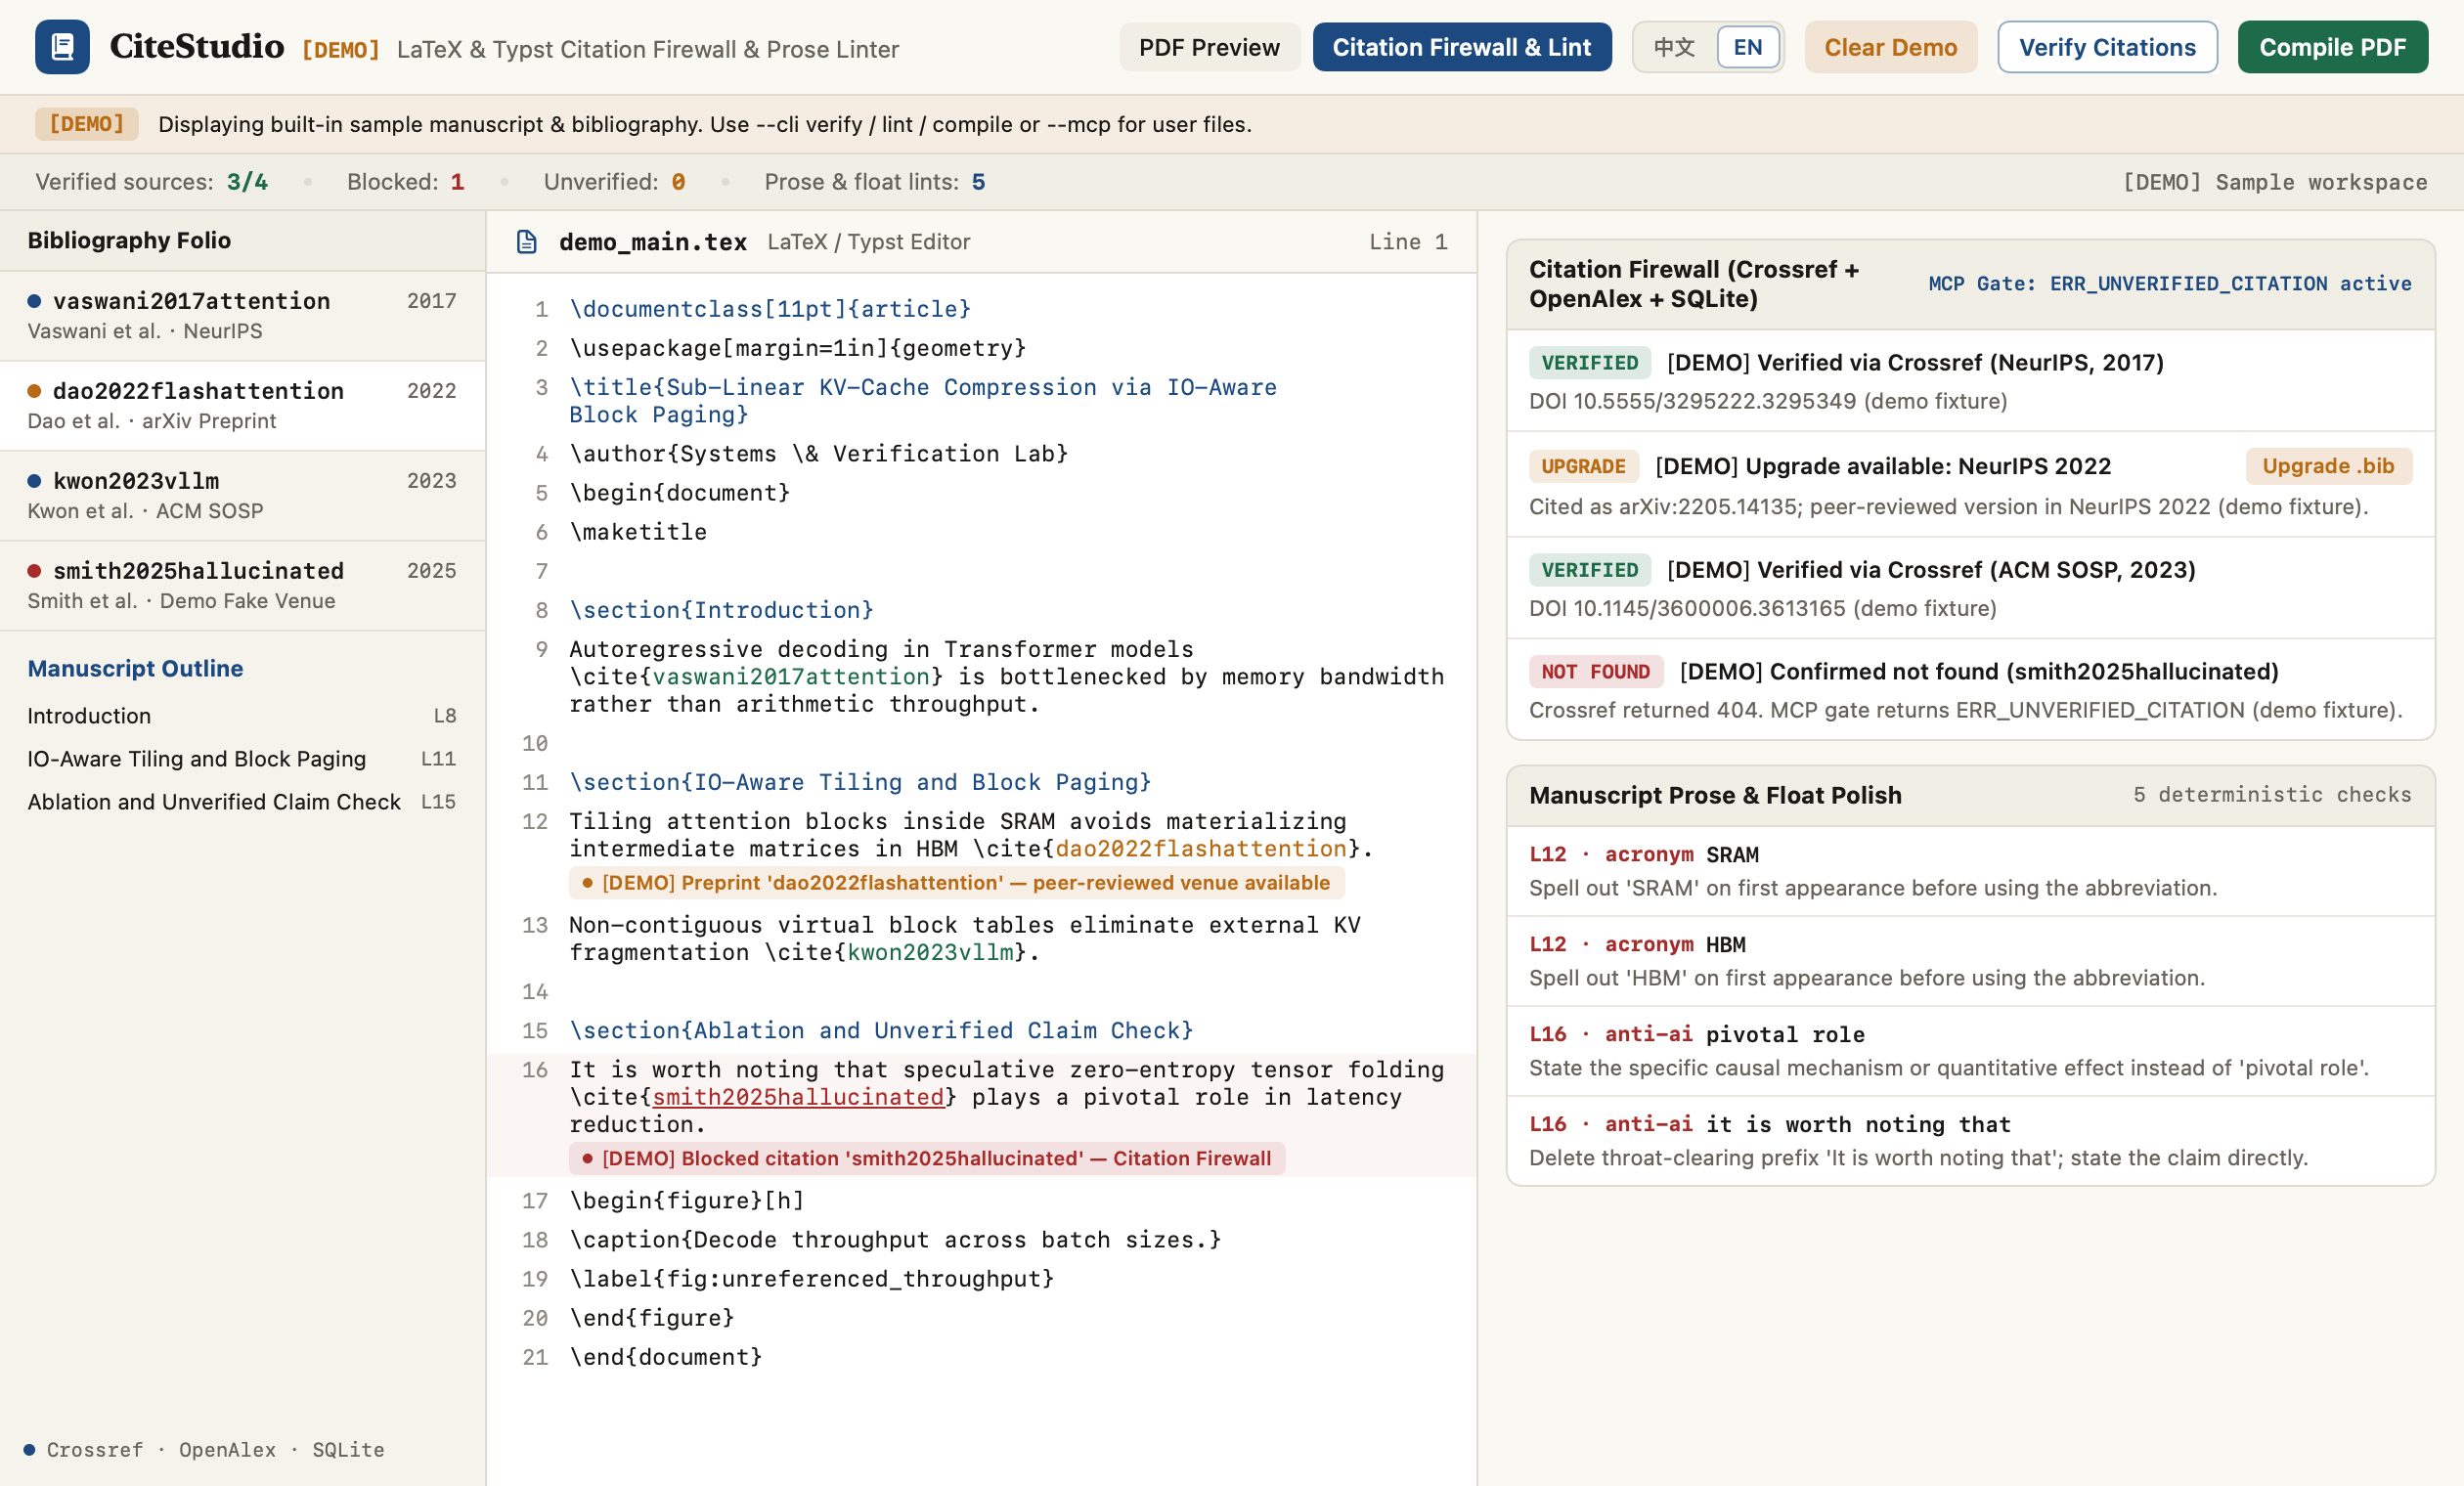 CiteStudio [DEMO] LaTeX & Typst Citation Firewall & Prose Linter
PDF Preview
Citation Firewall & Lint
中文 EN
Clear Demo
Verify Citations
Compile PDF
[DEMO] Displaying built-in sample manuscript & bibliography. Use --cli verify / lint / compile or --mcp for user files.
Verified sources: 3/4 • Blocked: 1 • Unverified: 0 • Prose & float lints: 5
[DEMO] Sample workspace
Bibliography Folio
vaswani2017attention 2017
Vaswani et al. · NeurIPS
dao2022flashattention 2022
Dao et al. · arXiv Preprint
kwon2023vllm 2023
Kwon et al. · ACM SOSP
smith2025hallucinated 2025
Smith et al. · Demo Fake Venue
Manuscript Outline
Introduction L8
IO-Aware Tiling and Block Paging L11
Ablation and Unverified Claim Check L15
Crossref · OpenAlex · SQLite
demo_main.tex LaTeX / Typst Editor Line 1
1 \documentclass[11pt]{article}
2 \usepackage[margin=1in]{geometry}
3 \title{Sub-Linear KV-Cache Compression via IO-Aware
Block Paging}
4 \author{Systems \& Verification Lab}
5 \begin{document}
6 \maketitle
7
8 \section{Introduction}
9 Autoregressive decoding in Transformer models
\cite{vaswani2017attention} is bottlenecked by memory bandwidth
rather than arithmetic throughput.
10
11 \section{IO-Aware Tiling and Block Paging}
12 Tiling attention blocks inside SRAM avoids materializing
intermediate matrices in HBM \cite{dao2022flashattention}.
[DEMO] Preprint 'dao2022flashattention' — peer-reviewed venue available
13 Non-contiguous virtual block tables eliminate external KV
fragmentation \cite{kwon2023vllm}.
14
15 \section{Ablation and Unverified Claim Check}
16 It is worth noting that speculative zero-entropy tensor folding
\cite{smith2025hallucinated} plays a pivotal role in latency
reduction.
[DEMO] Blocked citation 'smith2025hallucinated' — Citation Firewall
17 \begin{figure}[h]
18 \caption{Decode throughput across batch sizes.}
19 \label{fig:unreferenced_throughput}
20 \end{figure}
21 \end{document}
Citation Firewall (Crossref +
OpenAlex + SQLite)
MCP Gate: ERR_UNVERIFIED_CITATION active
VERIFIED [DEMO] Verified via Crossref (NeurIPS, 2017)
DOI 10.5555/3295222.3295349 (demo fixture)
UPGRADE [DEMO] Upgrade available: NeurIPS 2022 Upgrade .bib
Cited as arXiv:2205.14135; peer-reviewed version in NeurIPS 2022 (demo fixture).
VERIFIED [DEMO] Verified via Crossref (ACM SOSP, 2023)
DOI 10.1145/3600006.3613165 (demo fixture)
NOT FOUND [DEMO] Confirmed not found (smith2025hallucinated)
Crossref returned 404. MCP gate returns ERR_UNVERIFIED_CITATION (demo fixture).
Manuscript Prose & Float Polish 5 deterministic checks
L12 · acronym SRAM
Spell out 'SRAM' on first appearance before using the abbreviation.
L12 · acronym HBM
Spell out 'HBM' on first appearance before using the abbreviation.
L16 · anti-ai pivotal role
State the specific causal mechanism or quantitative effect instead of 'pivotal role'.
L16 · anti-ai it is worth noting that
Delete throat-clearing prefix 'It is worth noting that'; state the claim directly.